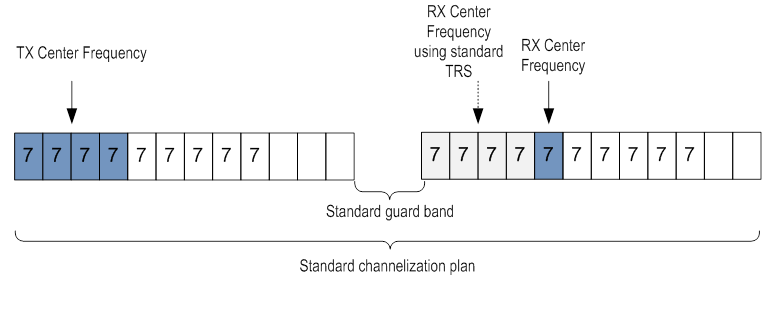 RX Center
Frequency
using standard
TRS
TX Center Frequency
RX Center
Frequency
7 7 7 7 7 7 7 7 7
7 7 7 7 7 7 7 7 7 7
Standard guard band
Standard channelization plan